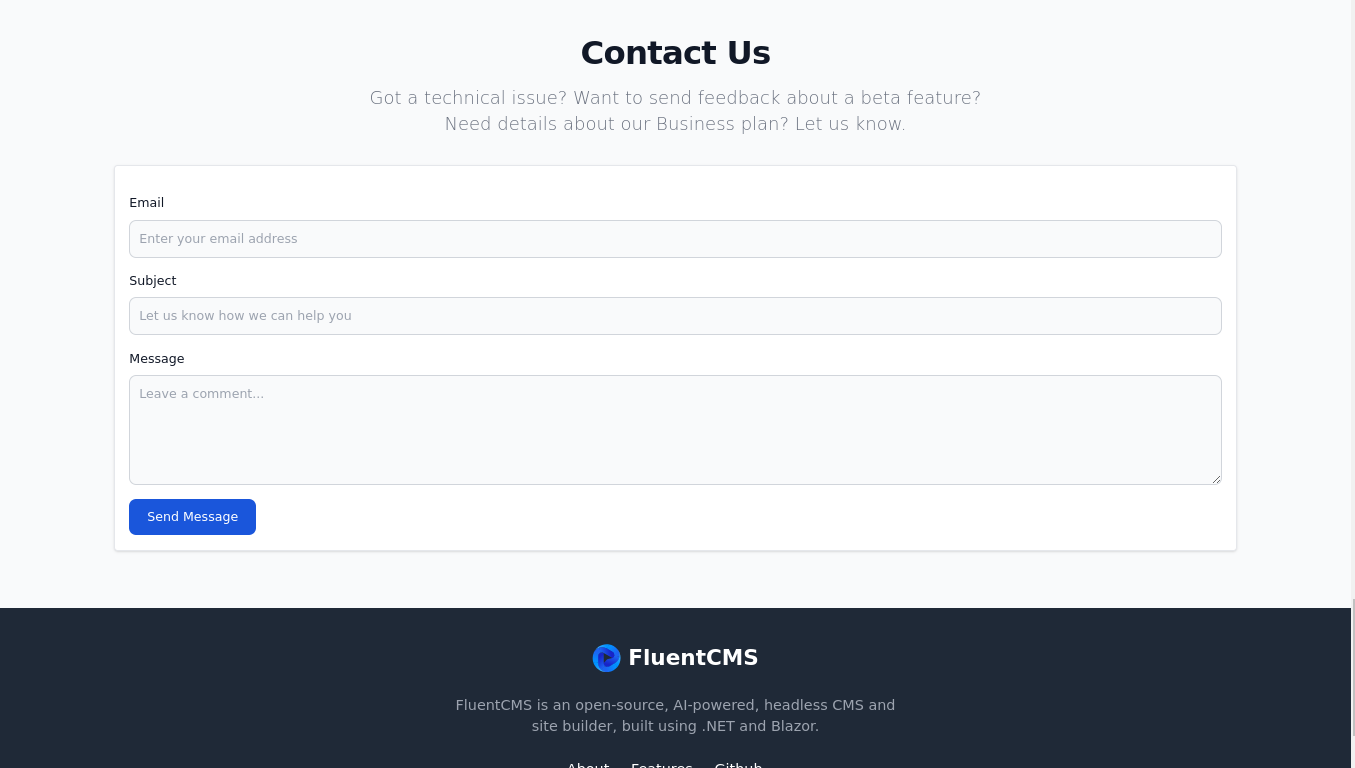 Contact Us
Got a technical issue? Want to send feedback about a beta feature?
Need details about our Business plan? Let us know.
Email
Enter your email address
Subject
Let us know how we can help you
Message
Leave a comment...
Send Message
FluentCMS
FluentCMS is an open-source, AI-powered, headless CMS and
site builder, built using .NET and Blazor.
About Features Github